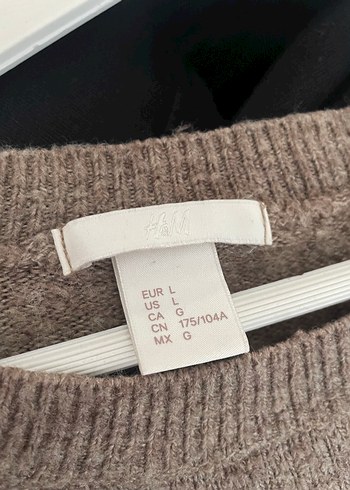 H&M
EUR L
US L
CA G
CN 175/104A
MX G